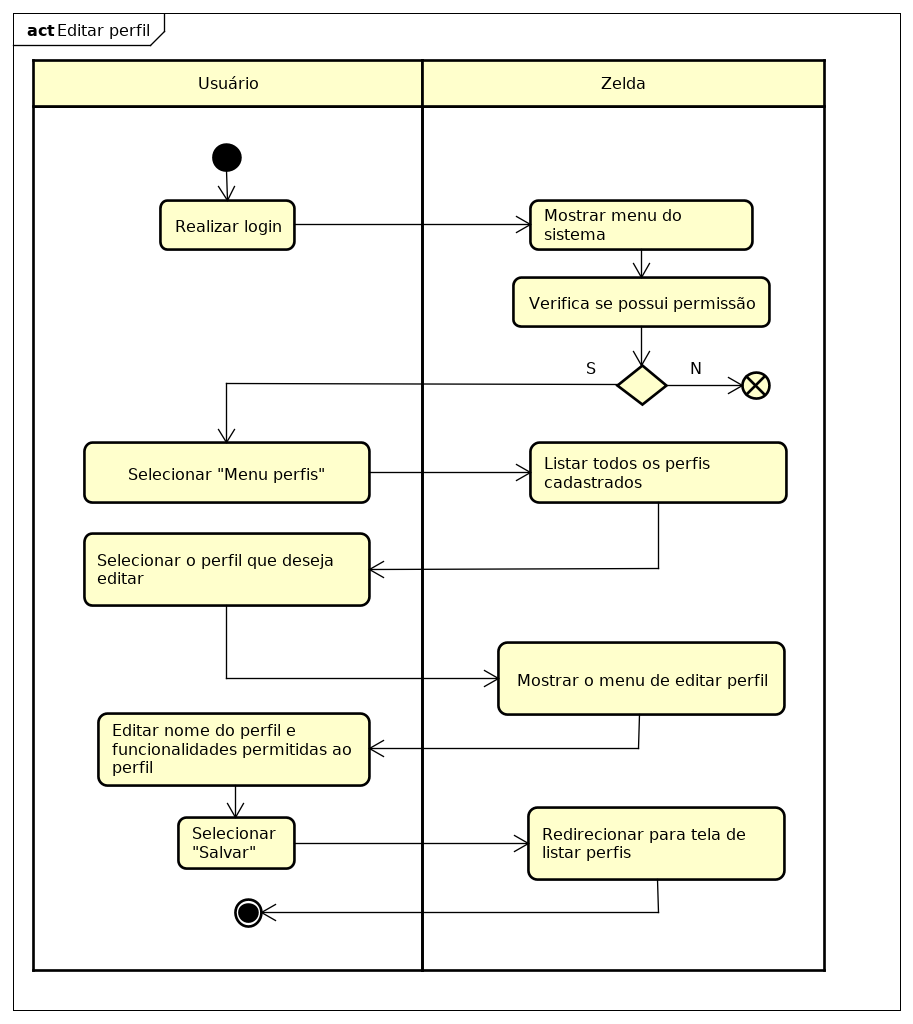 act Editar perfil
Usuário
Zelda
Realizar login
Mostrar menu do
sistema
Verifica se possui permissão
S
N
Selecionar "Menu perfis"
Listar todos os perfis
cadastrados
Selecionar o perfil que deseja
editar
Mostrar o menu de editar perfil
Editar nome do perfil e
funcionalidades permitidas ao
perfil
Selecionar
"Salvar"
Redirecionar para tela de
listar perfis